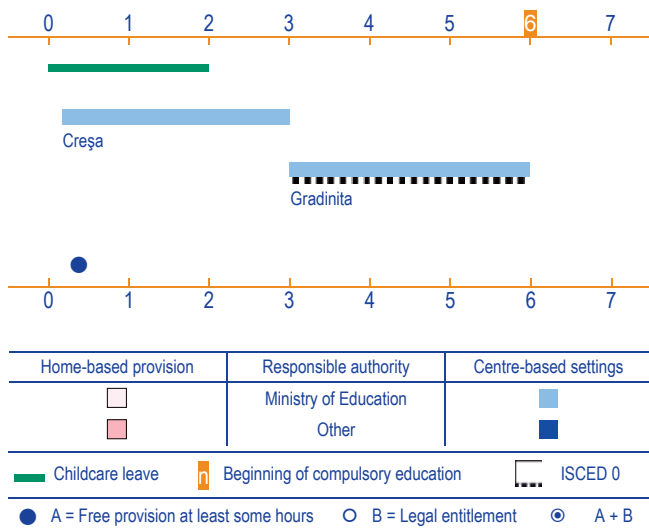 0 1 2 3 4 5 6 7
Creşa
Gradinita
0 1 2 3 4 5 6 7
Home-based provision Responsible authority Centre-based settings
Ministry of Education
Other
Childcare leave n Beginning of compulsory education ISCED 0
A = Free provision at least some hours B = Legal entitlement A + B